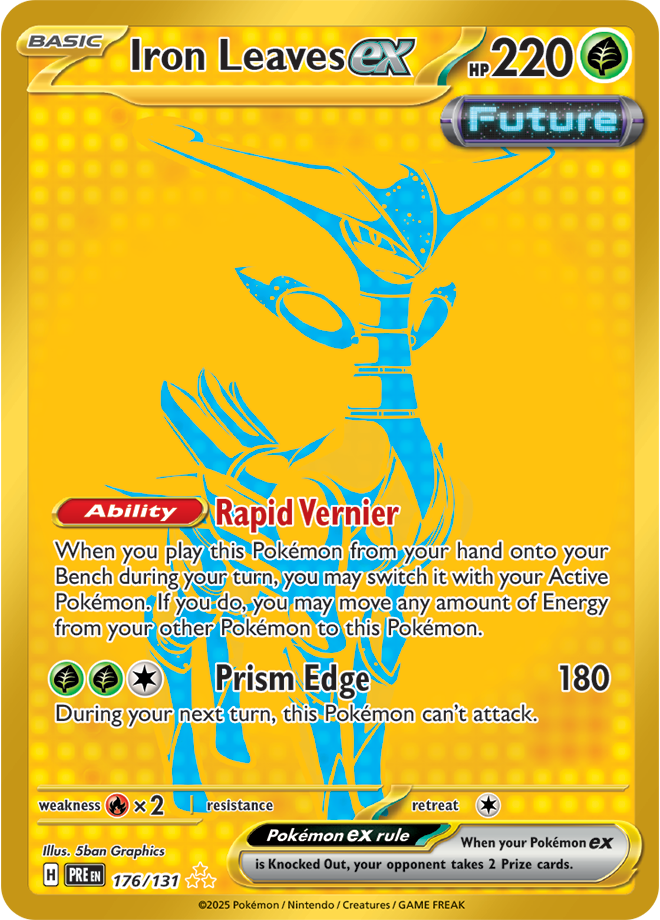 BASIC
Iron Leaves ex
HP 220
Future
Ability Rapid Vernier
When you play this Pokémon from your hand onto your
Bench during your turn, you may switch it with your Active
Pokémon. If you do, you may move any amount of Energy
from your other Pokémon to this Pokémon.
Prism Edge 180
During your next turn, this Pokémon can't attack.
weakness ×2 resistance retreat
Illus. 5ban Graphics
Pokémon ex rule
When your Pokémon ex
is Knocked Out, your opponent takes 2 Prize cards.
H PRE EN 176/131
©2025 Pokémon / Nintendo / Creatures / GAME FREAK